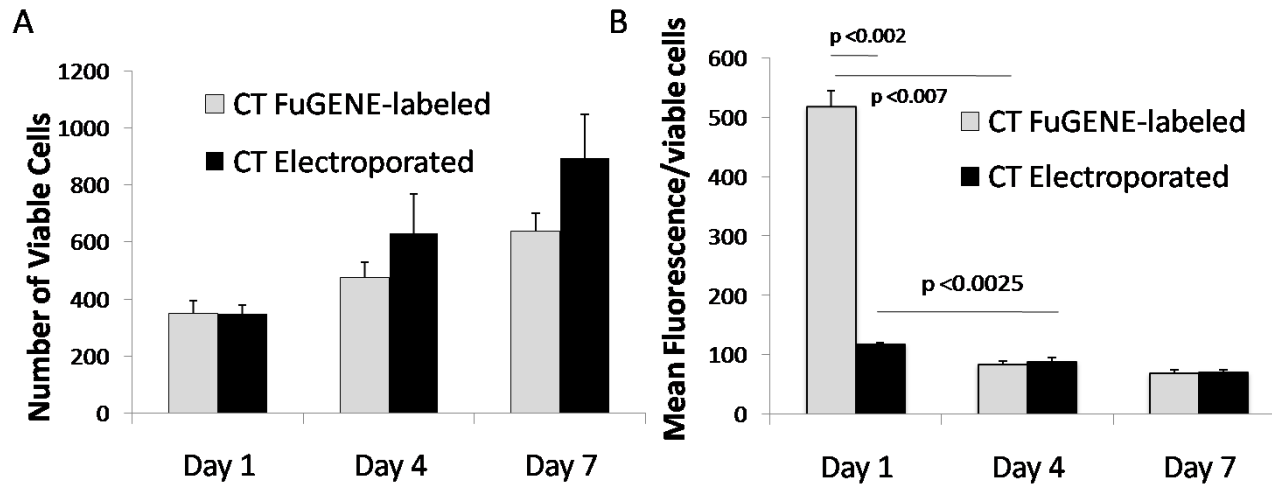 A
Number of Viable Cells
1200
1000
800
600
400
200
0
CT FuGENE-labeled
CT Electroporated
Day 1
Day 4
Day 7
B
Mean Fluorescence/viable cells
600
500
400
300
200
100
0
p <0.002
p <0.007
CT FuGENE-labeled
CT Electroporated
p <0.0025
Day 1
Day 4
Day 7